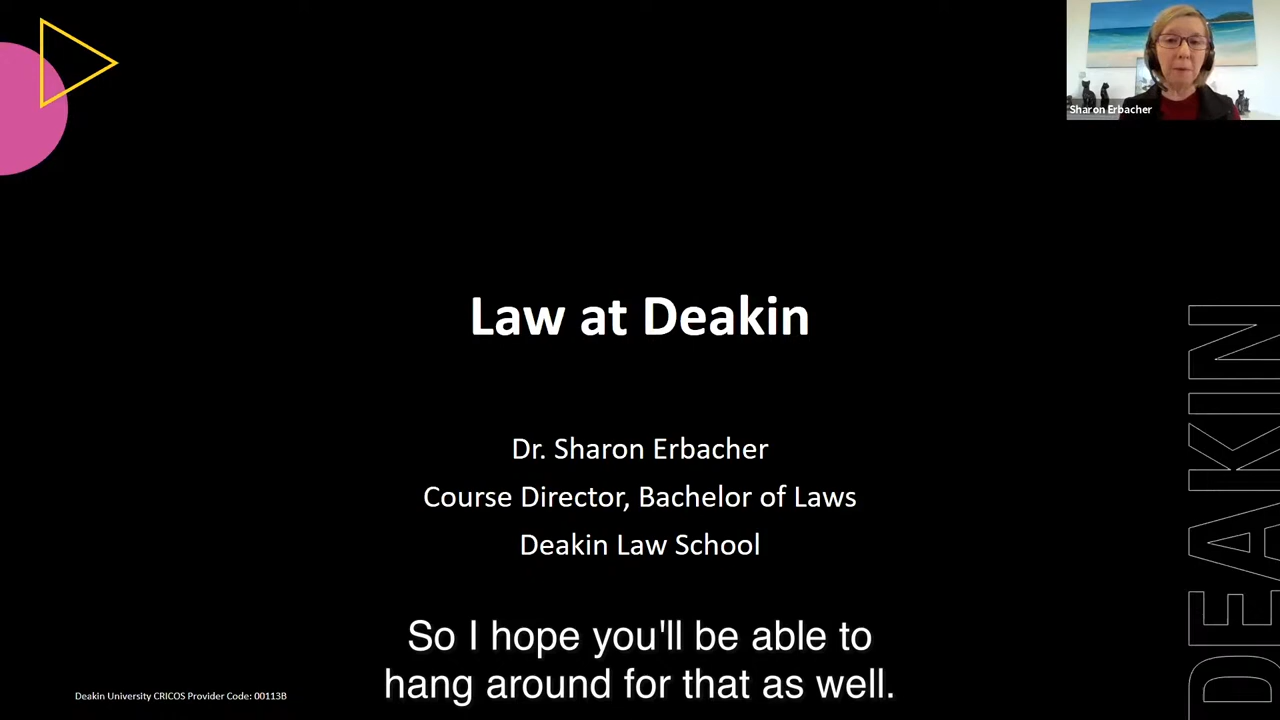 Sharon Erbacher
Law at Deakin
Dr. Sharon Erbacher
Course Director, Bachelor of Laws
Deakin Law School
DEAKIN
So I hope you'll be able to
hang around for that as well.
Deakin University CRICOS Provider Code: 00113B